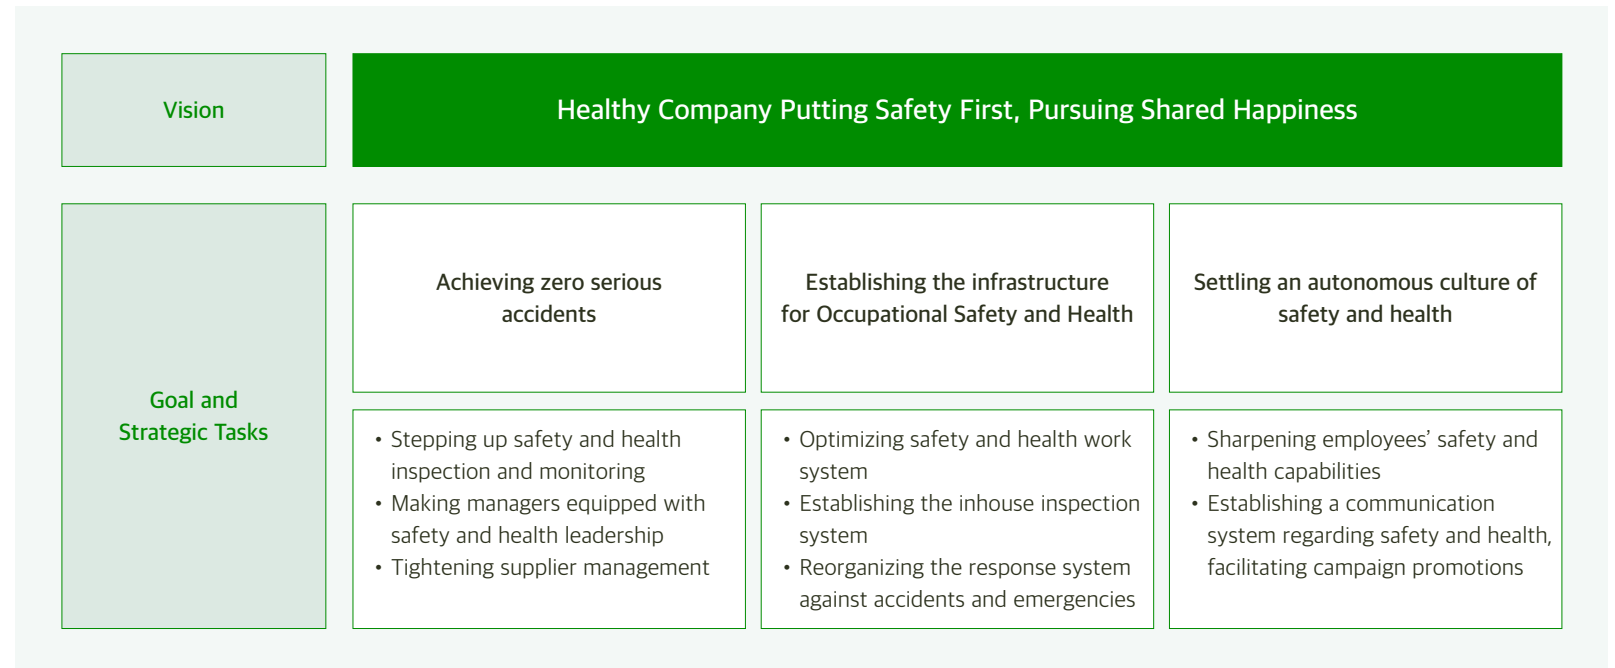 Vision
Healthy Company Putting Safety First, Pursuing Shared Happiness
Goal and
Strategic Tasks
Achieving zero serious
accidents
Establishing the infrastructure
for Occupational Safety and Health
Settling an autonomous culture of
safety and health
• Stepping up safety and health
inspection and monitoring
• Making managers equipped with
safety and health leadership
• Tightening supplier management
• Optimizing safety and health work
system
• Establishing the inhouse inspection
system
• Reorganizing the response system
against accidents and emergencies
• Sharpening employees’ safety and
health capabilities
• Establishing a communication
system regarding safety and health,
facilitating campaign promotions